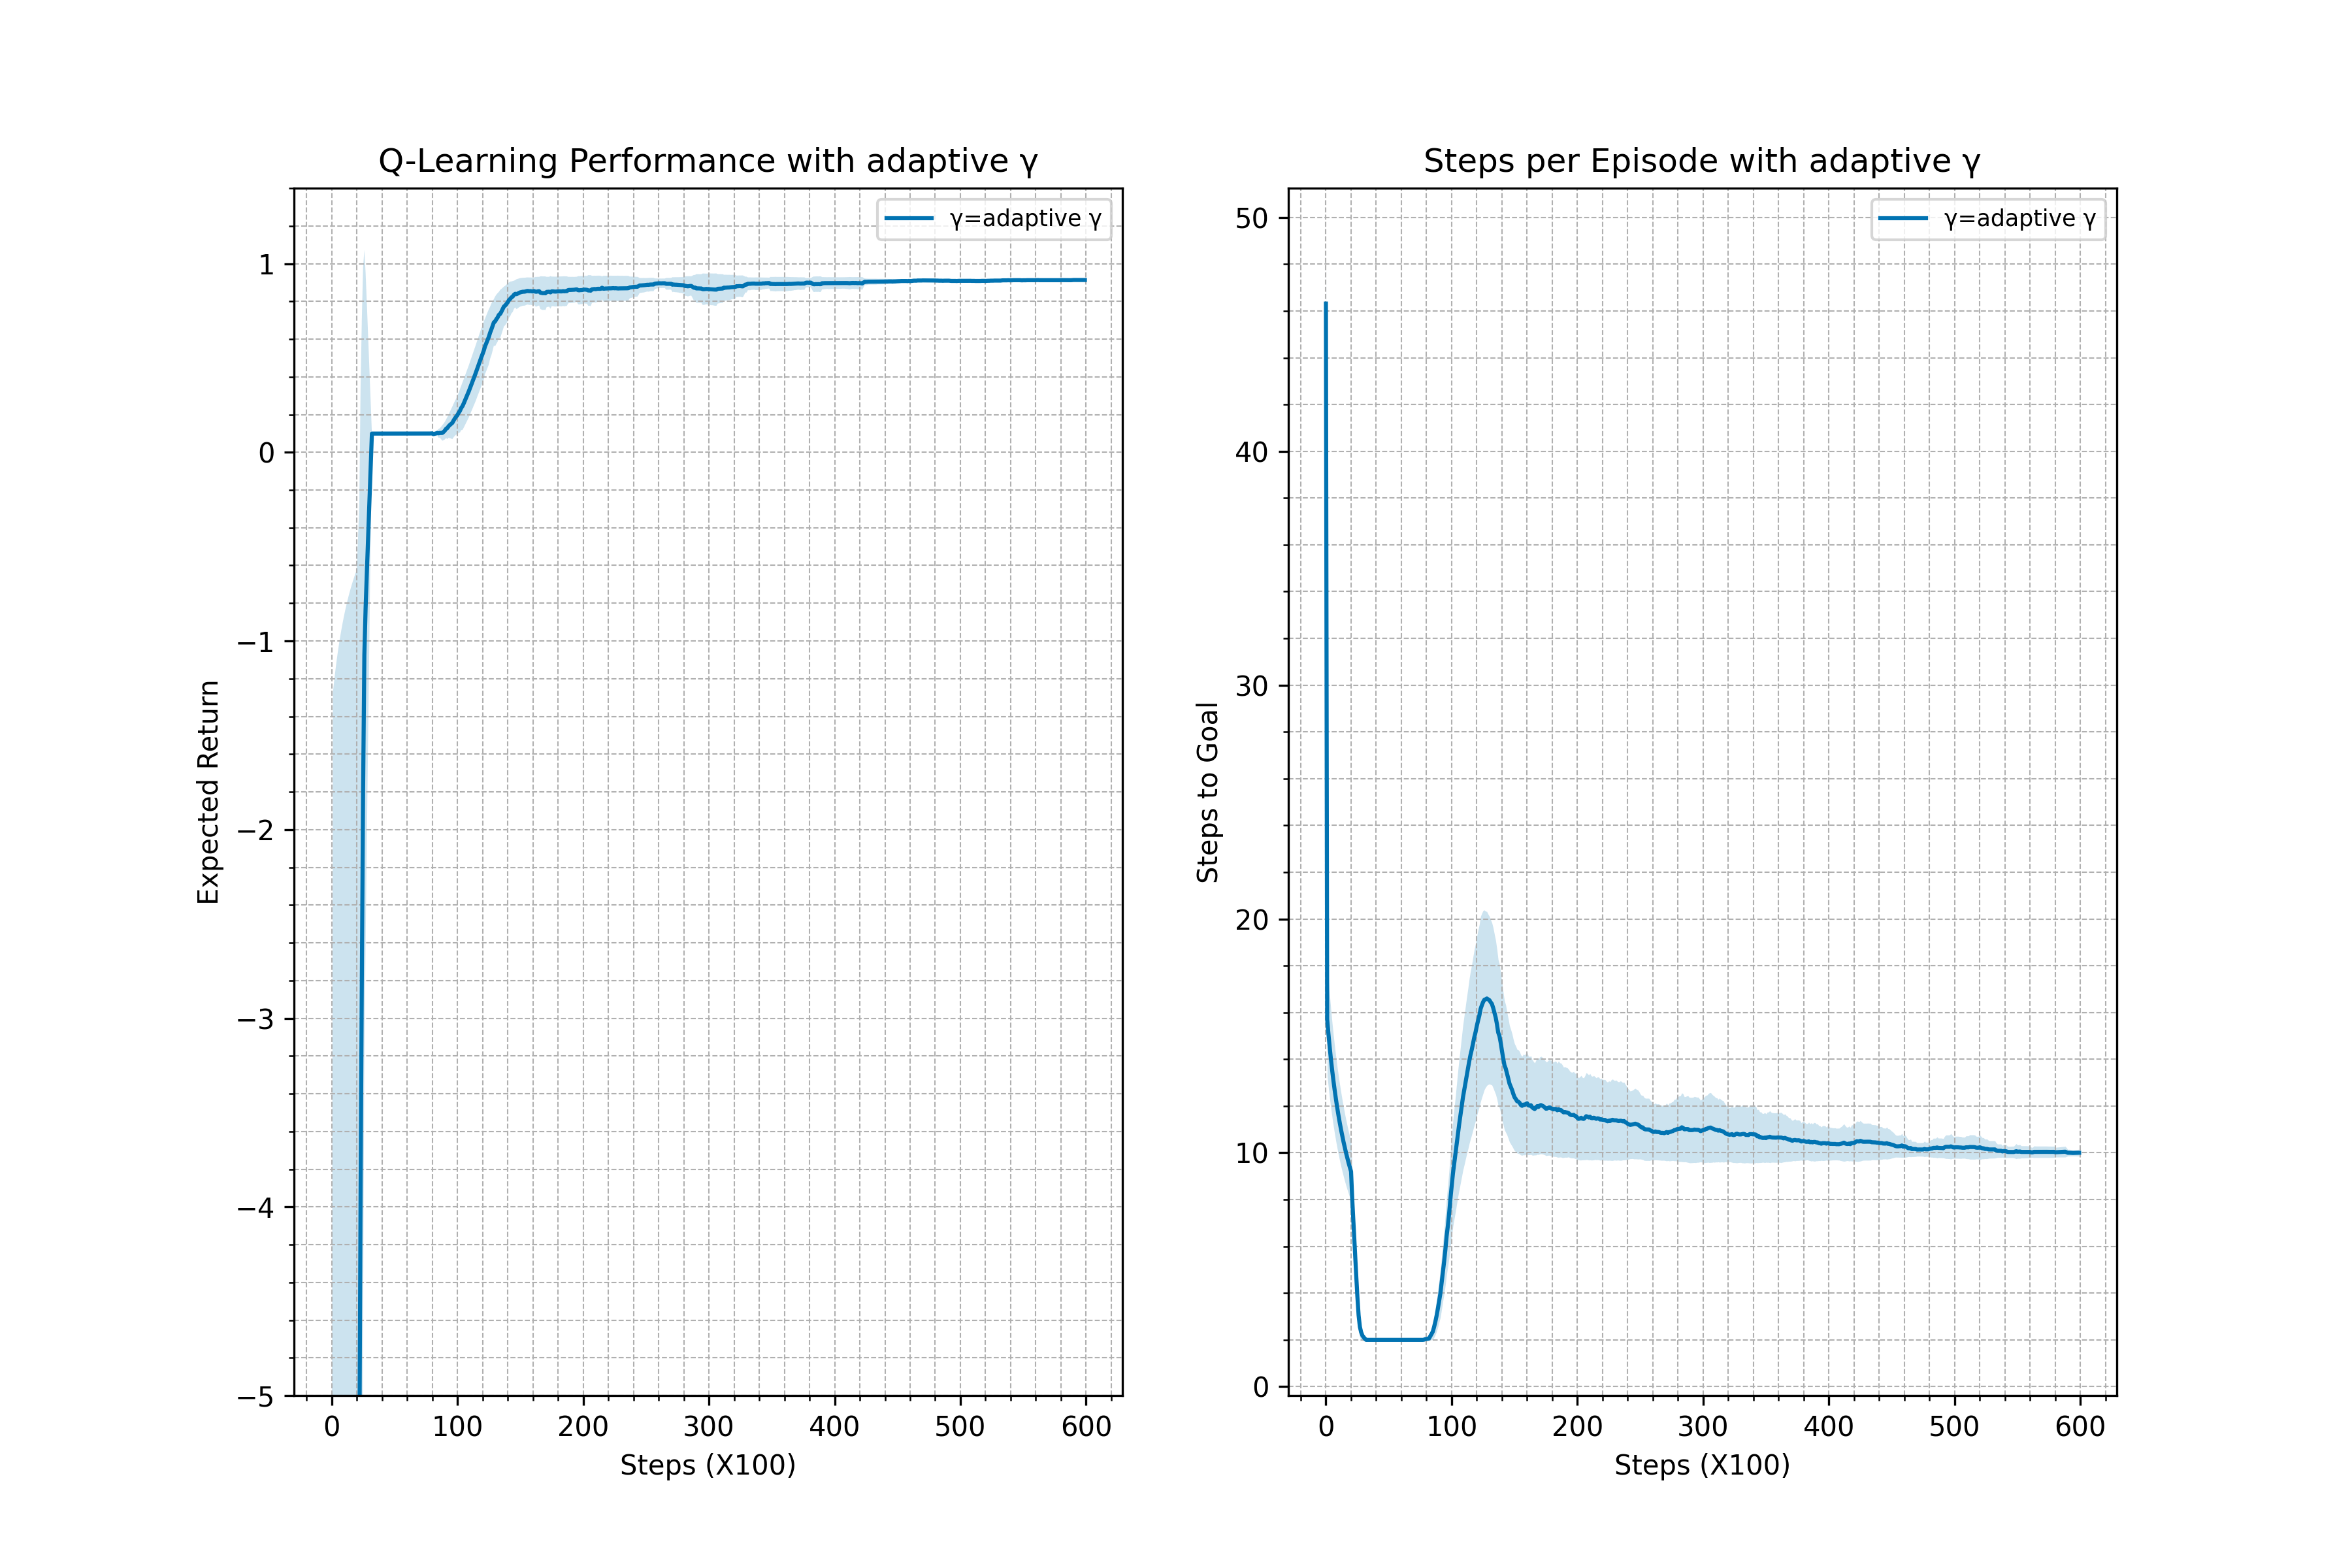 Q-Learning Performance with adaptive γ
γ=adaptive γ
1
0
−1
−2
−3
−4
−5
Expected Return
0 100 200 300 400 500 600
Steps (X100)
Steps per Episode with adaptive γ
γ=adaptive γ
50
40
30
20
10
0
Steps to Goal
0 100 200 300 400 500 600
Steps (X100)